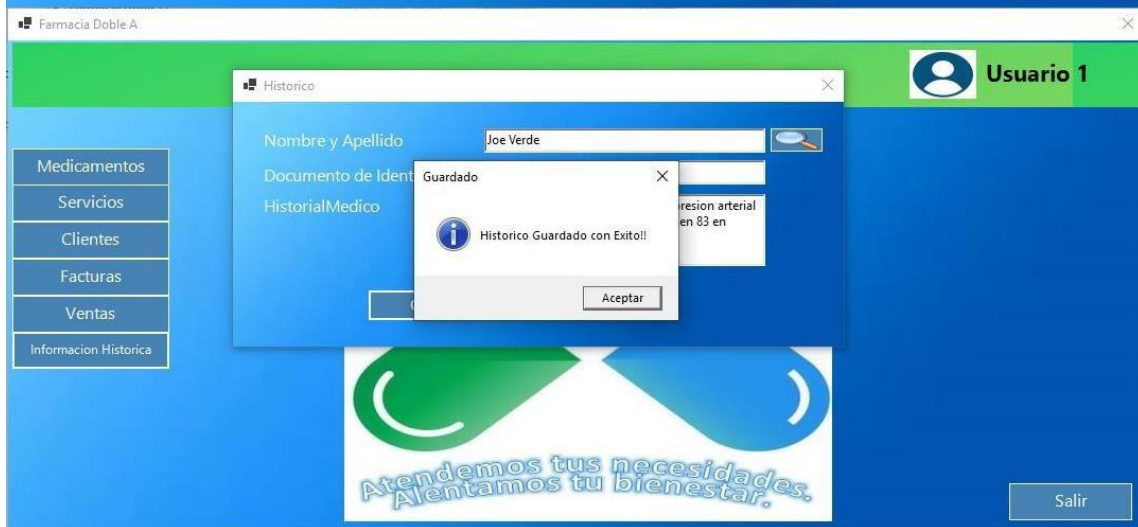 Farmacia Doble A
Usuario 1
Historico
Nombre y Apellido
Joe Verde
Documento de Ident
HistorialMedico
resion arterial
en 83 en
Guardado
Historico Guardado con Exito!!
Aceptar
Medicamentos
Servicios
Clientes
Facturas
Ventas
Informacion Historica
Atendemos tus necesidades.
Alentamos tu bienestar.
Salir